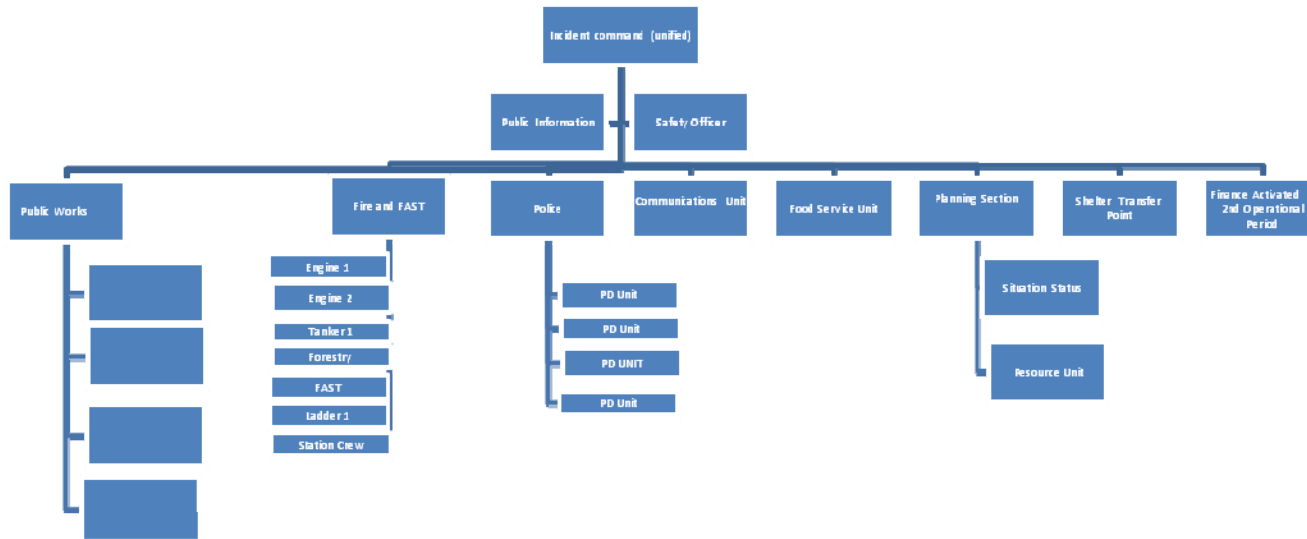 Incident command (unified)
Public Information
Safety Officer
Public Works
Fire and FAST
Police
Communications Unit
Food Service Unit
Planning Section
Shelter Transfer
Point
Finance Activated
2nd Operational
Period
Engine 1
Engine 2
Tanker 1
Forestry
FAST
Ladder 1
Station Crew
PD Unit
PD Unit
PD UNIT
PD Unit
Situation Status
Resource Unit